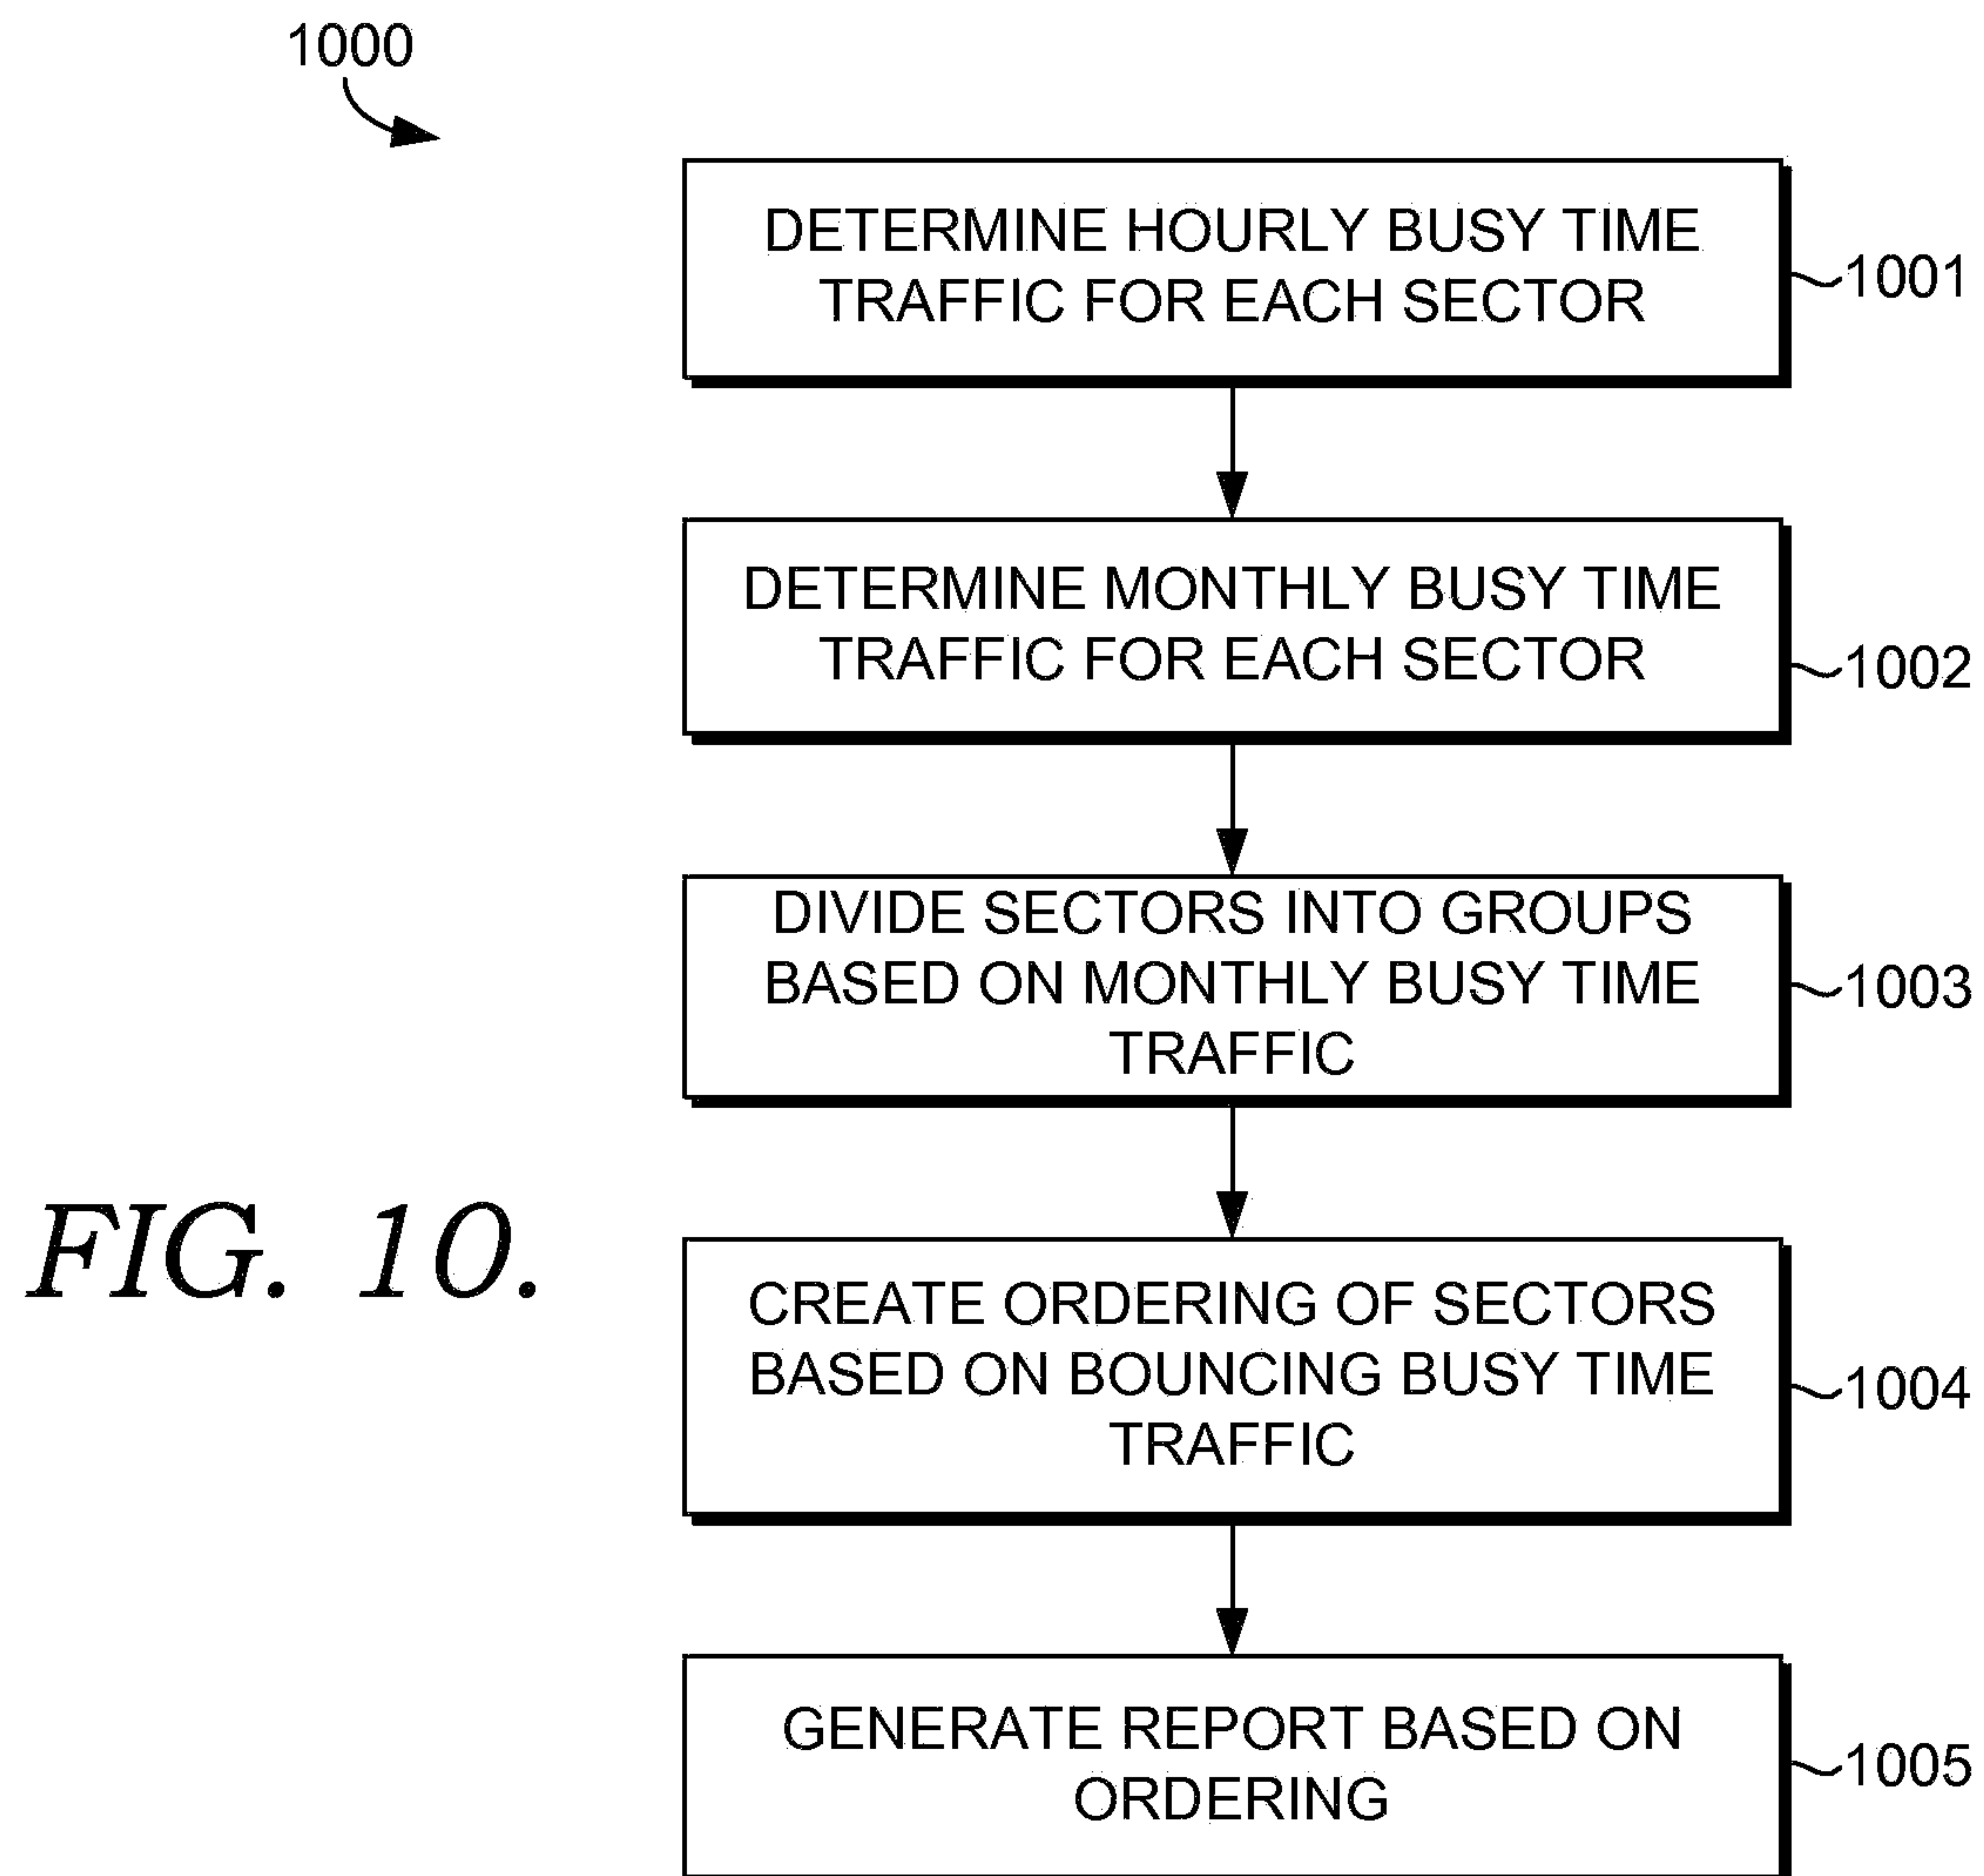 1000
DETERMINE HOURLY BUSY TIME
TRAFFIC FOR EACH SECTOR
1001
DETERMINE MONTHLY BUSY TIME
TRAFFIC FOR EACH SECTOR
1002
DIVIDE SECTORS INTO GROUPS
BASED ON MONTHLY BUSY TIME
TRAFFIC
1003
FIG. 10.
CREATE ORDERING OF SECTORS
BASED ON BOUNCING BUSY TIME
TRAFFIC
1004
GENERATE REPORT BASED ON
ORDERING
1005